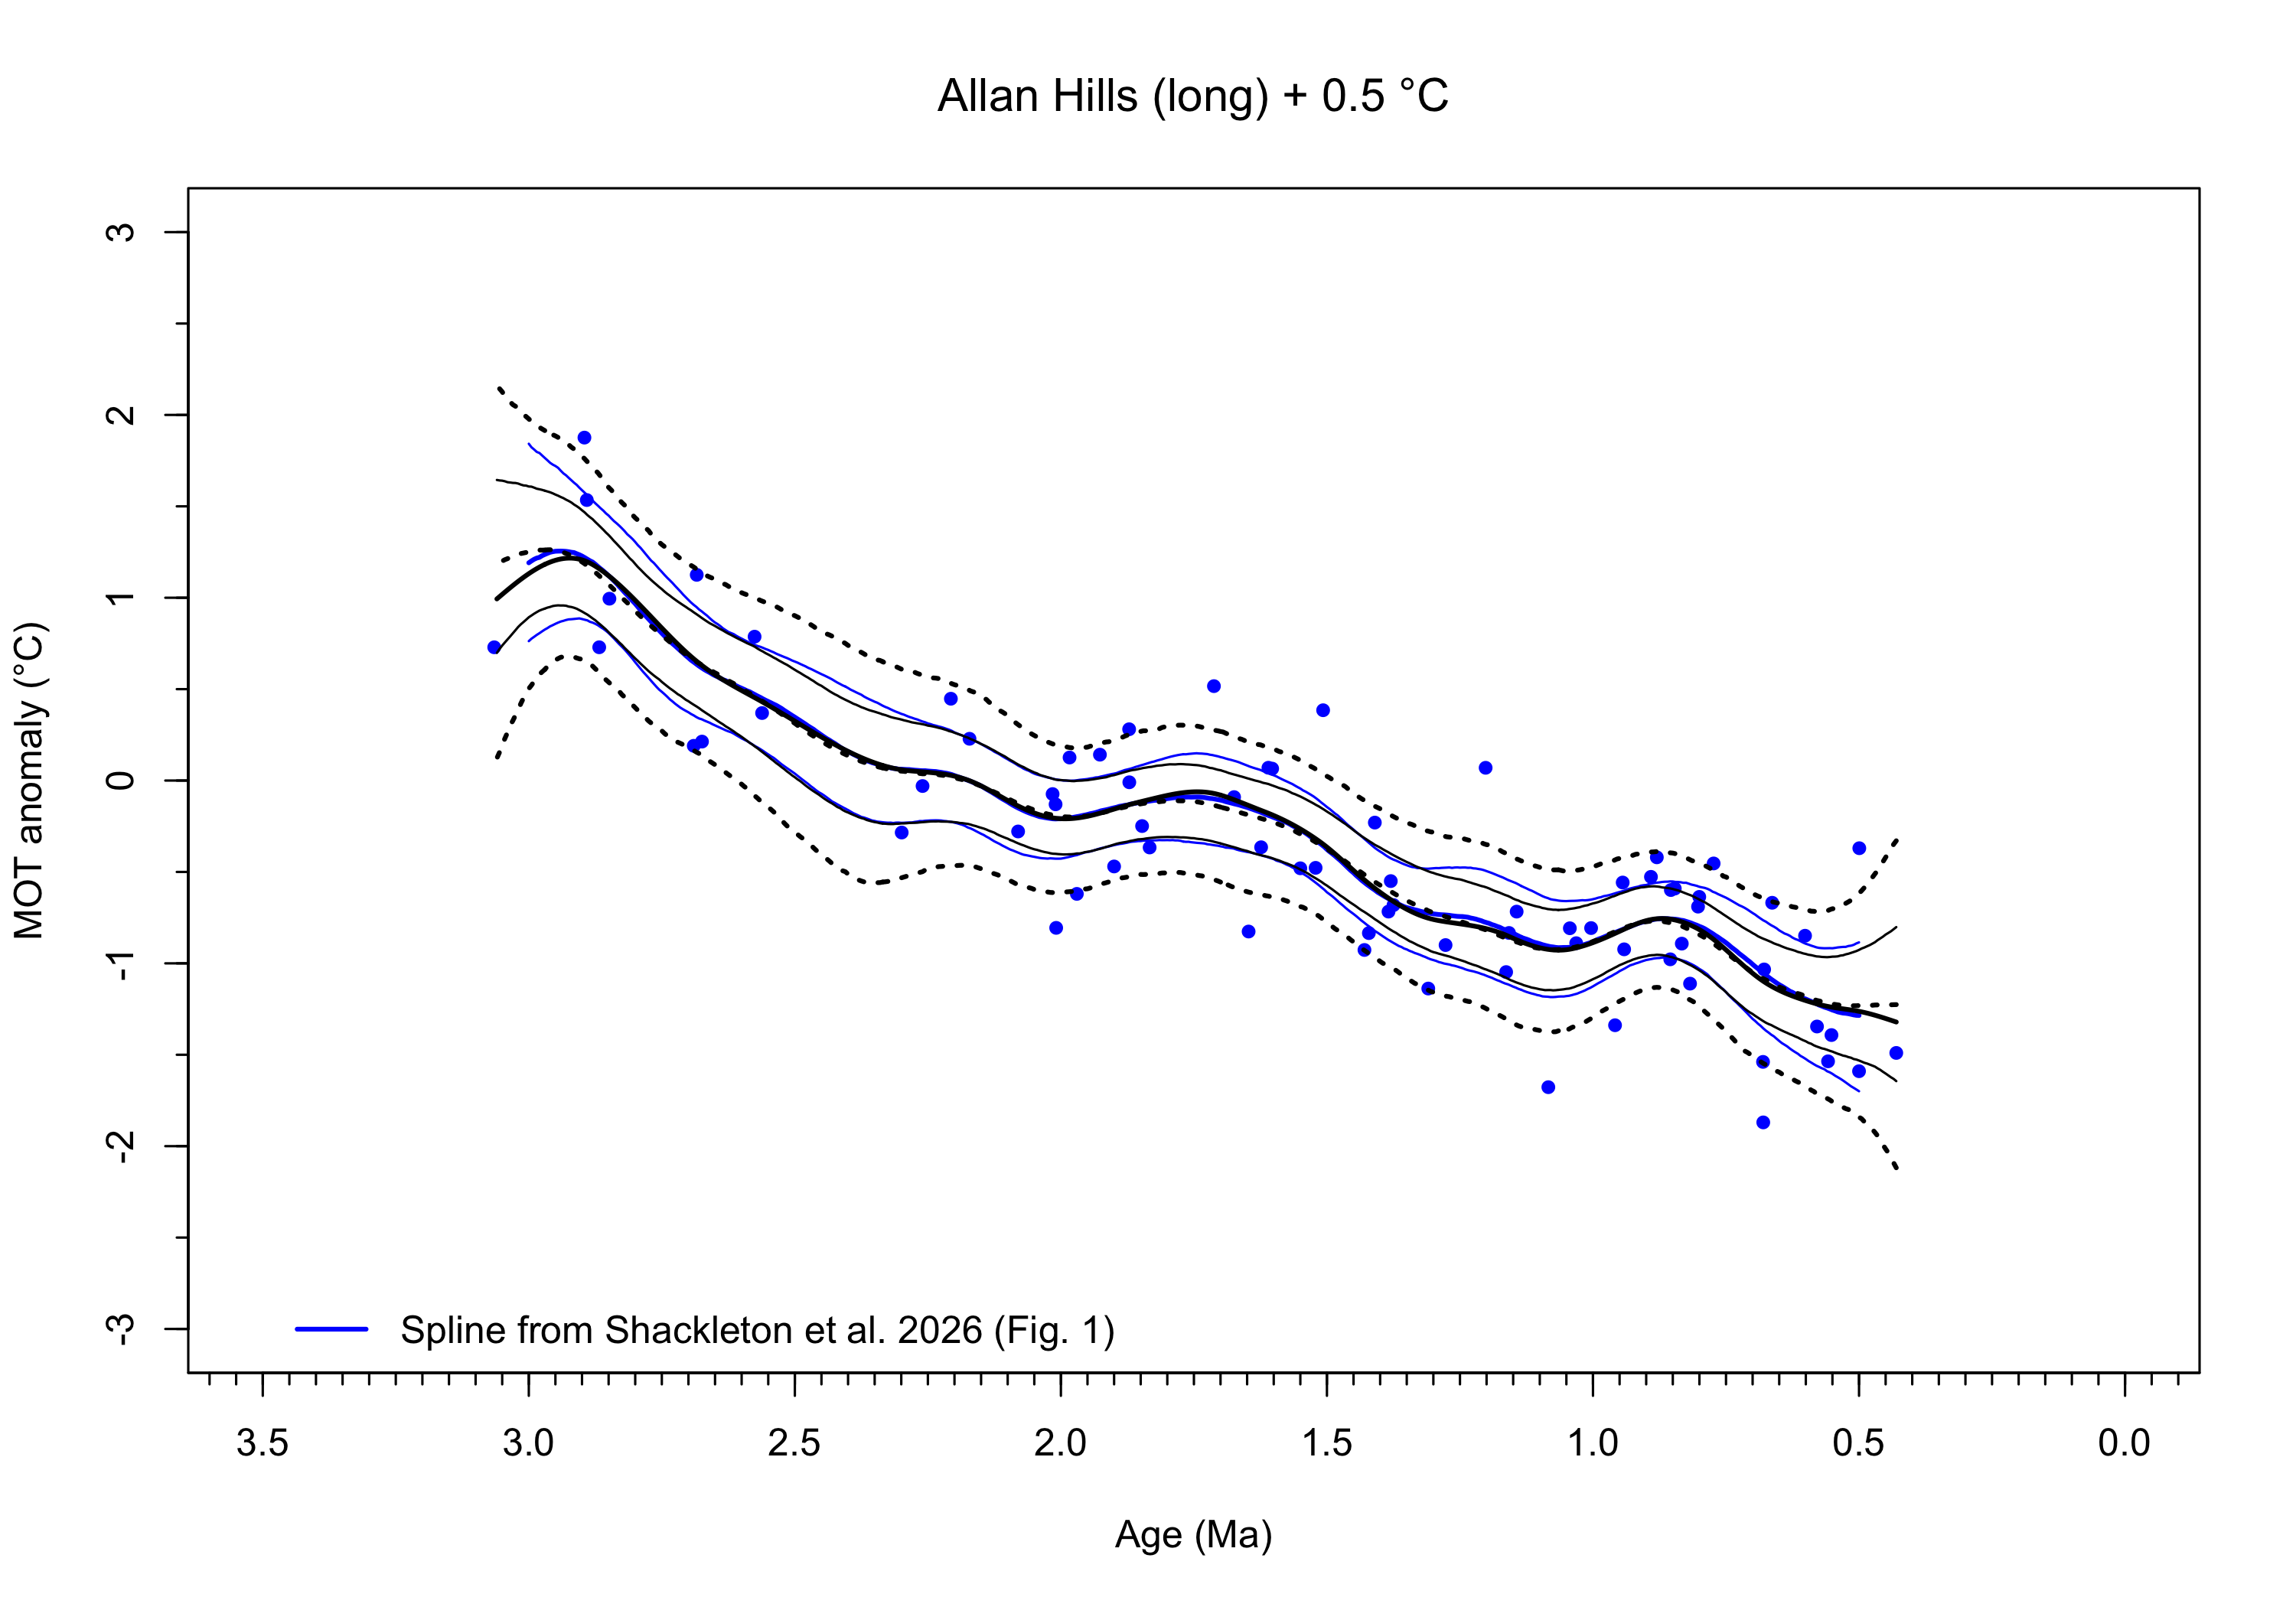 Allan Hills (long) + 0.5 °C
MOT anomaly (°C)
3
2
1
0
-1
-2
-3
Spline from Shackleton et al. 2026 (Fig. 1)
3.5 3.0 2.5 2.0 1.5 1.0 0.5 0.0
Age (Ma)